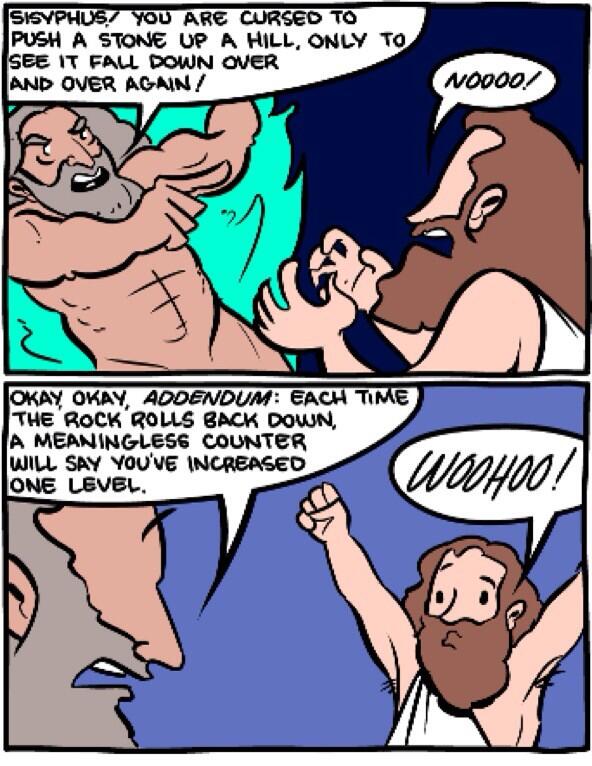 SISYPHUS! YOU ARE CURSED TO
PUSH A STONE UP A HILL, ONLY TO
SEE IT FALL DOWN OVER
AND OVER AGAIN!
NOOOO!
OKAY, OKAY, ADDENDUM: EACH TIME
THE ROCK ROLLS BACK DOWN,
A MEANINGLESS COUNTER
WILL SAY YOU'VE INCREASED
ONE LEVEL.
WOOHOO!